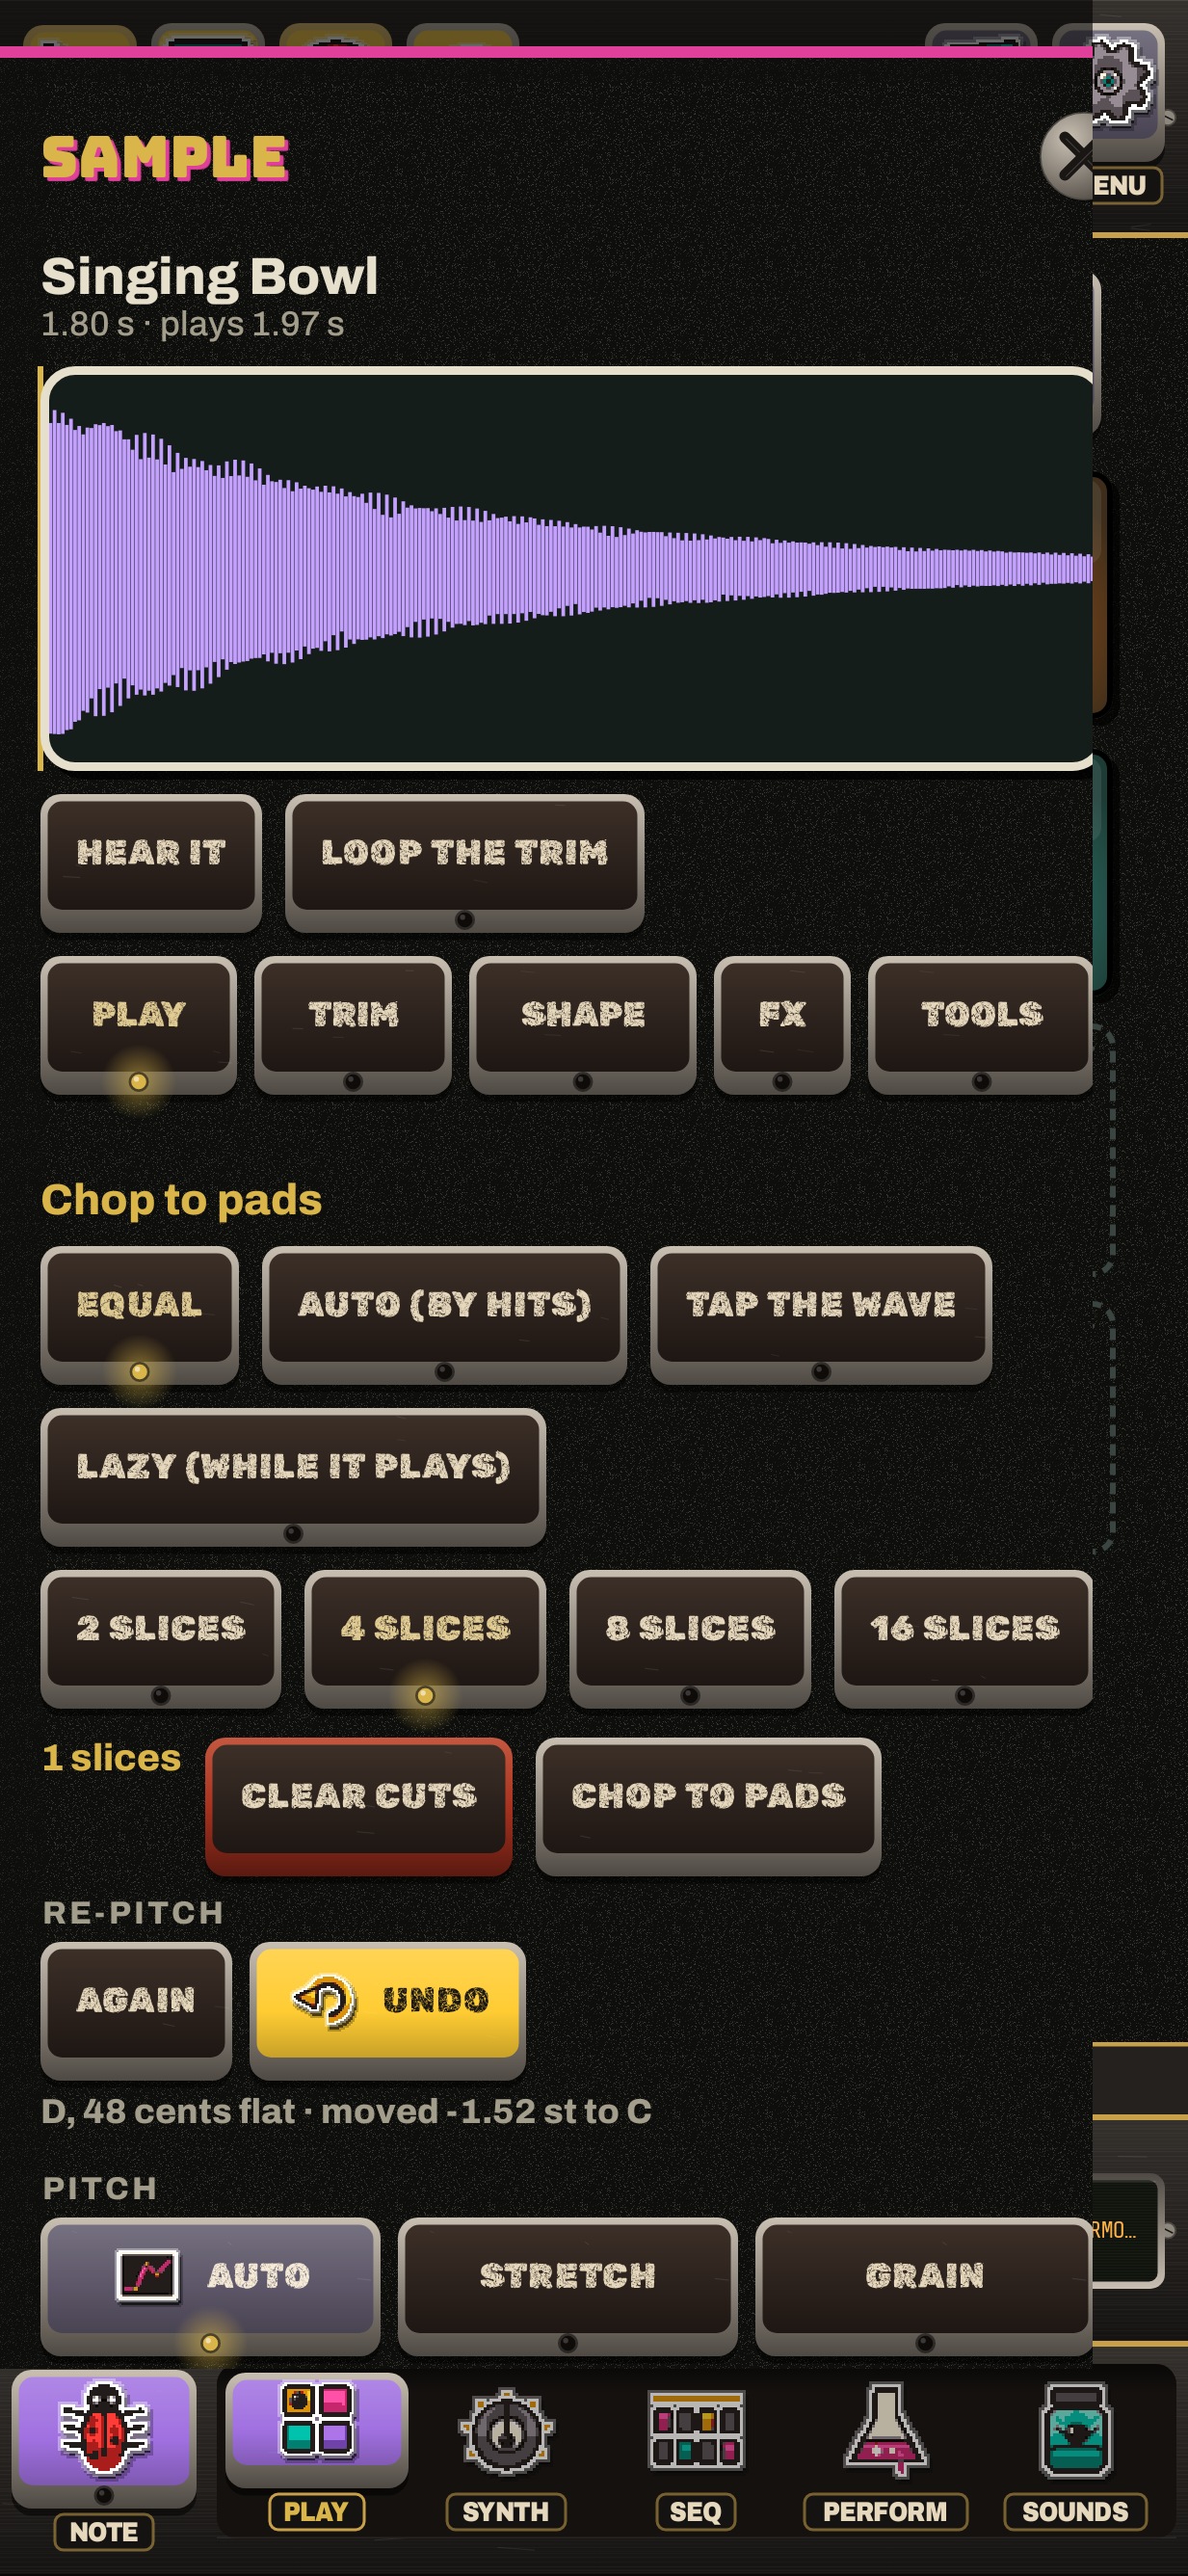 SAMPLE
ENU
Singing Bowl
1.80 s · plays 1.97 s
HEAR IT LOOP THE TRIM
PLAY TRIM SHAPE FX TOOLS
Chop to pads
EQUAL AUTO (BY HITS) TAP THE WAVE
LAZY (WHILE IT PLAYS)
2 SLICES 4 SLICES 8 SLICES 16 SLICES
1 slices CLEAR CUTS CHOP TO PADS
RE-PITCH
AGAIN UNDO
D, 48 cents flat · moved -1.52 st to C
PITCH
RMO...
AUTO STRETCH GRAIN
NOTE PLAY SYNTH SEQ PERFORM SOUNDS